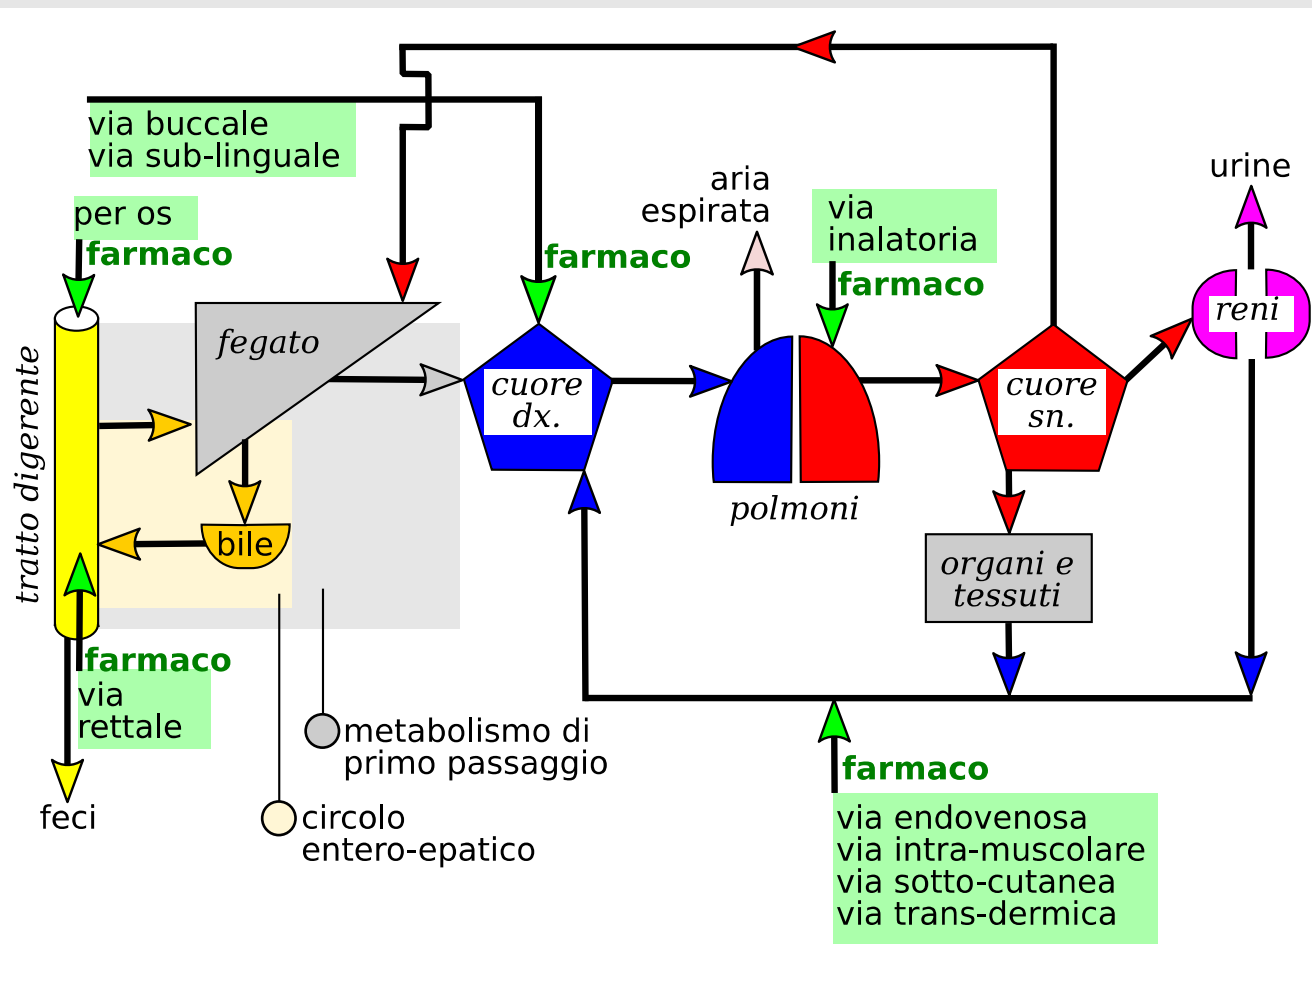 via buccale
via sub-linguale
per os
farmaco
aria
espirata
farmaco
via
inalatoria
farmaco
urine
fegato
reni
cuore
dx.
cuore
sn.
polmoni
tratto digerente
bile
organi e
tessuti
farmaco
via
rettale
metabolismo di
primo passaggio
feci
circolo
entero-epatico
farmaco
via endovenosa
via intra-muscolare
via sotto-cutanea
via trans-dermica